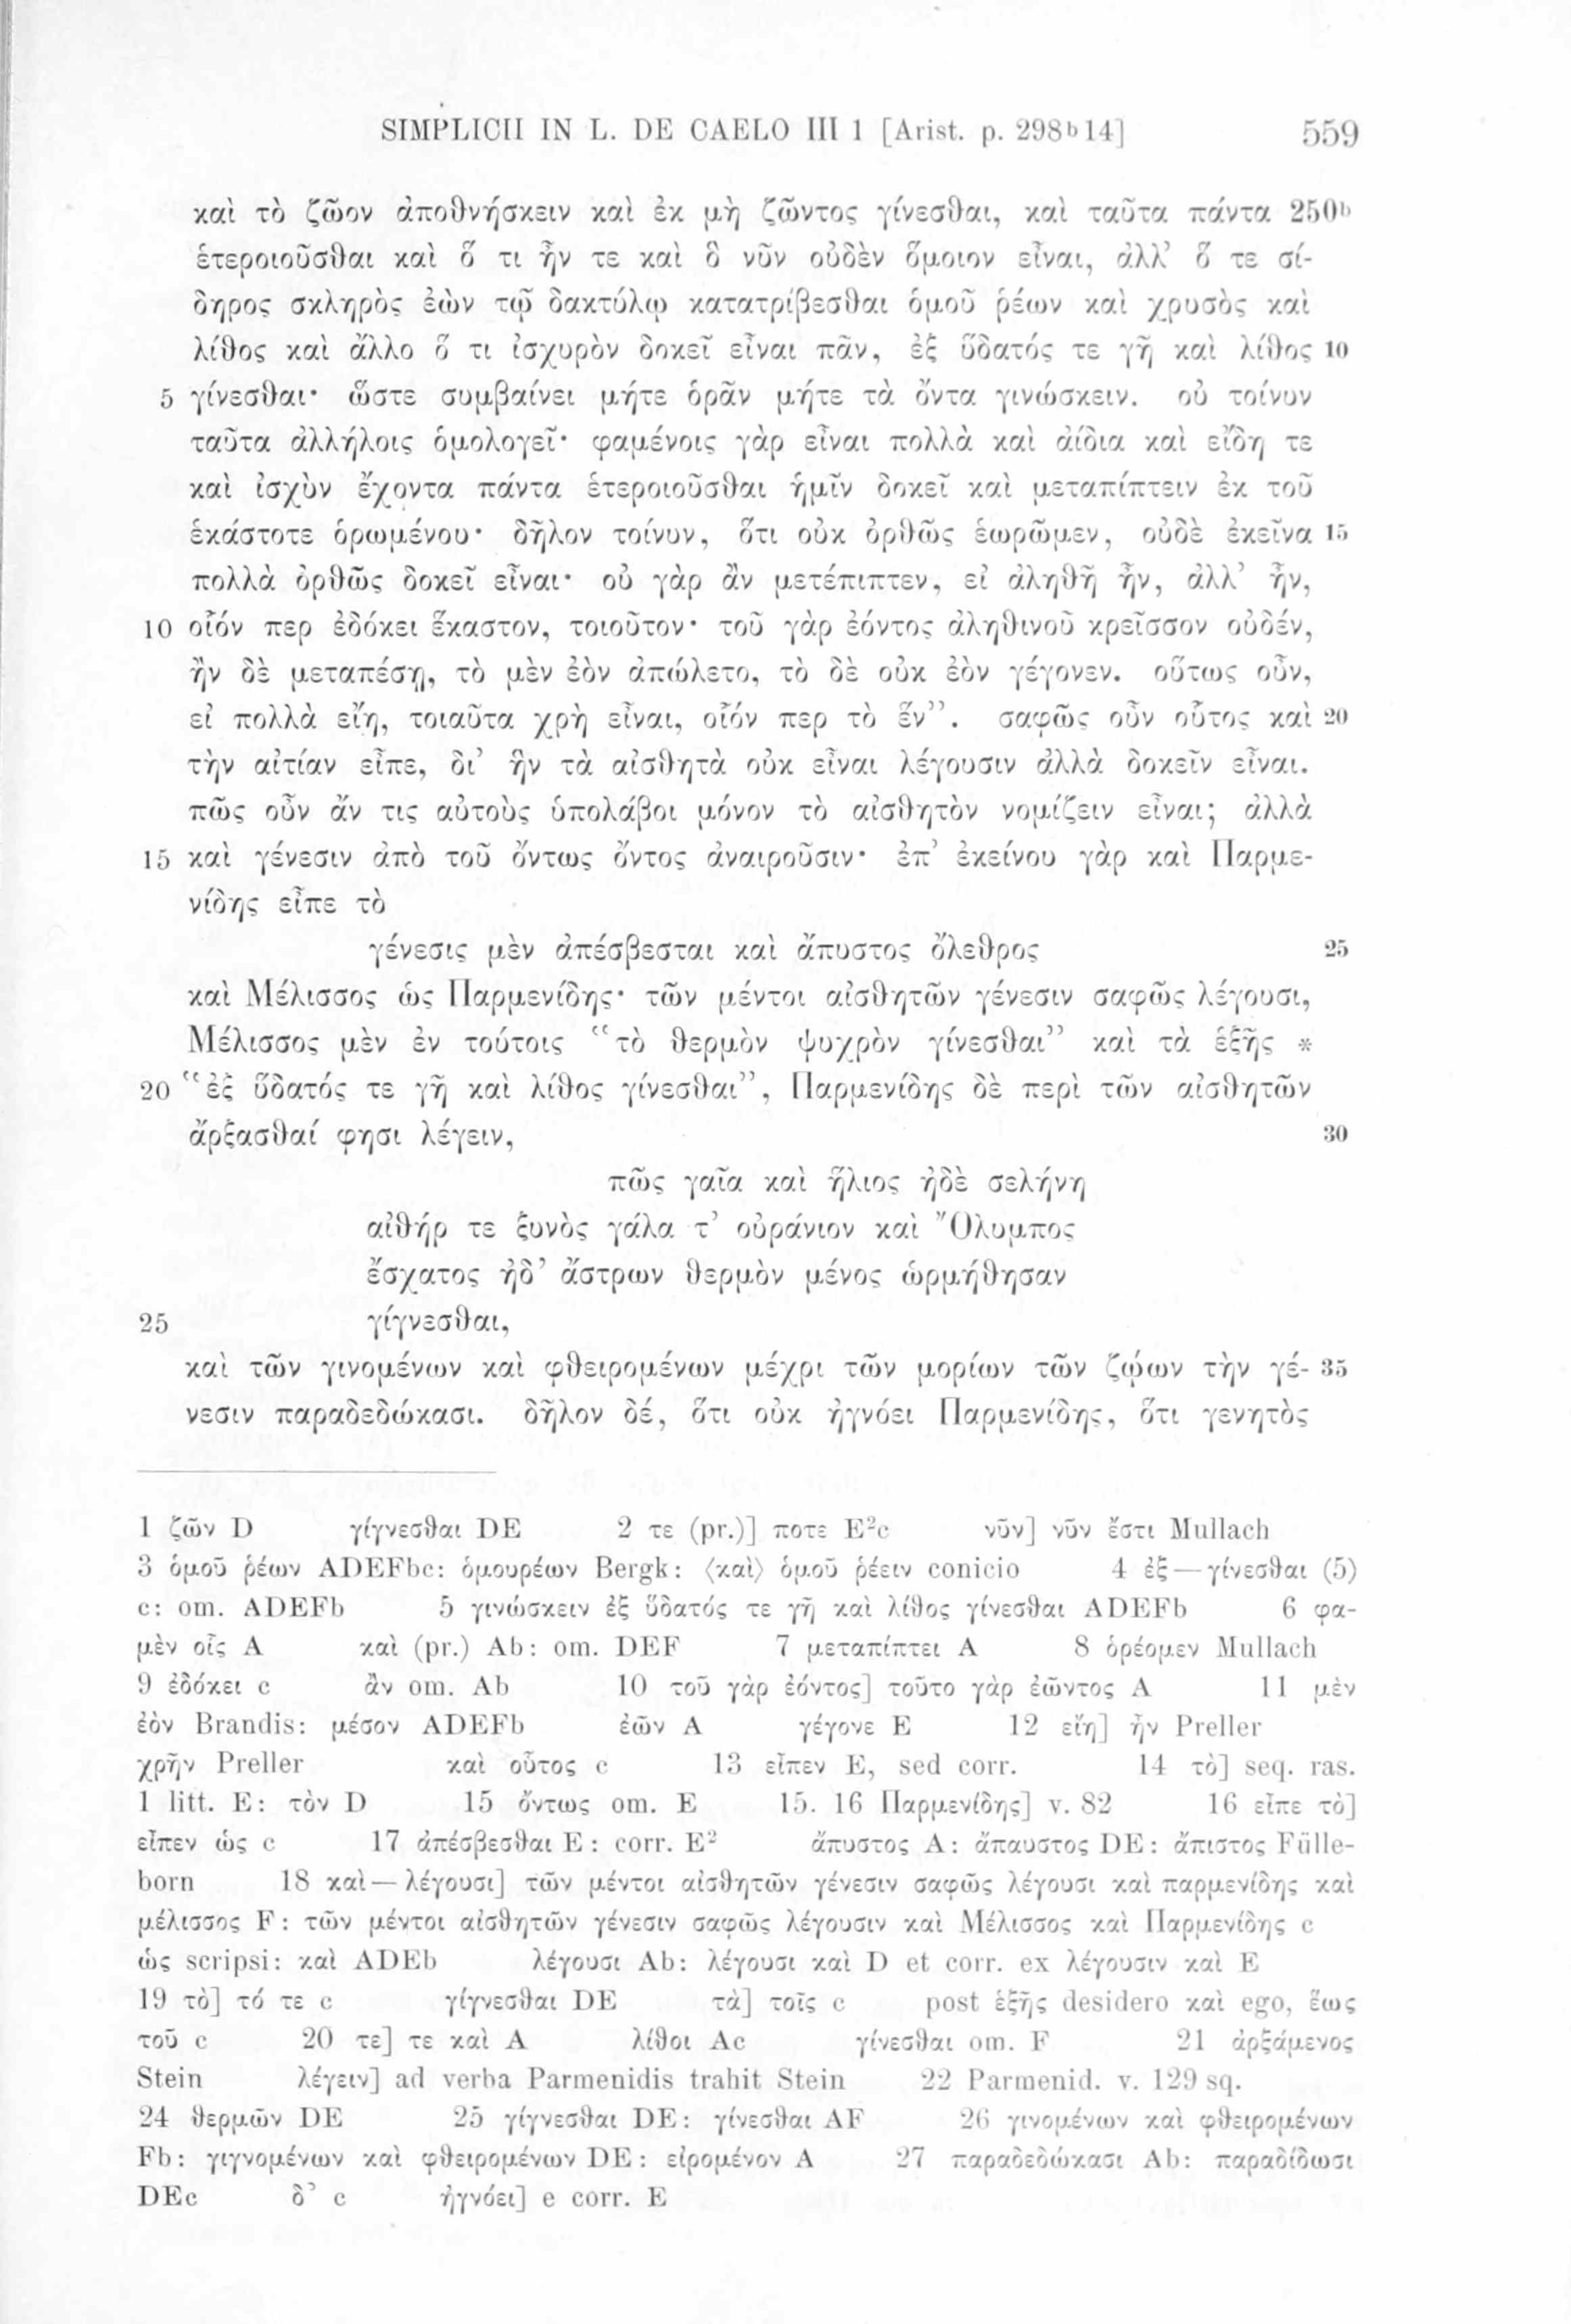 SIMPLICII IN L. DE CAELO III 1 [Arist. p. 298b14] 559
καὶ τὸ ζῶον ἀποθνήσκειν καὶ ἐκ μὴ ζῶντος γίνεσθαι, καὶ ταῦτα πάντα 250b
ἑτεροιοῦσθαι καὶ ὅ τι ἦν τε καὶ ὃ νῦν οὐδὲν ὅμοιον εἶναι, ἀλλ’ ὅ τε σί-
δηρος σκληρὸς ἐὼν τῷ δακτύλῳ κατατρίβεσθαι ὁμοῦ ῥέων καὶ χρυσὸς καὶ
λίθος καὶ ἄλλο ὅ τι ἰσχυρὸν δοκεῖ εἶναι πᾶν, ἐξ ὕδατός τε γῆ καὶ λίθος 10
5 γίνεσθαι· ὥστε συμβαίνει μήτε ὁρᾶν μήτε τὰ ὄντα γινώσκειν. οὐ τοίνυν
ταῦτα ἀλλήλοις ὁμολογεῖ· φαμένοις γὰρ εἶναι πολλὰ καὶ ἀίδια καὶ εἴδη τε
καὶ ἰσχὺν ἔχοντα πάντα ἑτεροιοῦσθαι ἡμῖν δοκεῖ καὶ μεταπίπτειν ἐκ τοῦ
ἑκάστοτε ὁρωμένου· δῆλον τοίνυν, ὅτι οὐκ ὀρθῶς ἑωρῶμεν, οὐδὲ ἐκεῖνα 15
πολλὰ ὀρθῶς δοκεῖ εἶναι· οὐ γὰρ ἂν μετέπιπτεν, εἰ ἀληθῆ ἦν, ἀλλ’ ἦν,
10 οἷόν περ ἐδόκει ἕκαστον, τοιοῦτον· τοῦ γὰρ ἐόντος ἀληθινοῦ κρεῖσσον οὐδέν,
ἢν δὲ μεταπέσῃ, τὸ μὲν ἐὸν ἀπώλετο, τὸ δὲ οὐκ ἐὸν γέγονεν. οὕτως οὖν,
εἰ πολλὰ εἴη, τοιαῦτα χρὴ εἶναι, οἷόν περ τὸ ἕν”. σαφῶς οὖν οὗτος καὶ 20
τὴν αἰτίαν εἶπε, δι’ ἣν τὰ αἰσθητὰ οὐκ εἶναι λέγουσιν ἀλλὰ δοκεῖν εἶναι.
πῶς οὖν ἄν τις αὐτοὺς ὑπολάβοι μόνον τὸ αἰσθητὸν νομίζειν εἶναι; ἀλλὰ
15 καὶ γένεσιν ἀπὸ τοῦ ὄντως ὄντος ἀναιροῦσιν· ἐπ’ ἐκείνου γὰρ καὶ Παρμε-
νίδης εἶπε τὸ
γένεσις μὲν ἀπέσβεσται καὶ ἄπυστος ὄλεθρος 25
καὶ Μέλισσος ὡς Παρμενίδης· τῶν μέντοι αἰσθητῶν γένεσιν σαφῶς λέγουσι,
Μέλισσος μὲν ἐν τούτοις “τὸ θερμὸν ψυχρὸν γίνεσθαι” καὶ τὰ ἑξῆς *
20 “ἐξ ὕδατός τε γῆ καὶ λίθος γίνεσθαι”, Παρμενίδης δὲ περὶ τῶν αἰσθητῶν
ἄρξασθαί φησι λέγειν, 30
πῶς γαῖα καὶ ἥλιος ἠδὲ σελήνη
αἰθήρ τε ξυνὸς γάλα τ’ οὐράνιον καὶ Ὄλυμπος
ἔσχατος ἠδ’ ἄστρων θερμὸν μένος ὡρμήθησαν
25 γίγνεσθαι,
καὶ τῶν γινομένων καὶ φθειρομένων μέχρι τῶν μορίων τῶν ζῴων τὴν γέ- 35
νεσιν παραδεδώκασι. δῆλον δέ, ὅτι οὐκ ἠγνόει Παρμενίδης, ὅτι γενητὸς
1 ζῶν D γίγνεσθαι DE 2 τε (pr.)] ποτε E²c νῦν] νῦν ἔστι Mullach
3 ὁμοῦ ῥέων ADEFbc: ὁμουρέων Bergk: ⟨καὶ⟩ ὁμοῦ ῥέειν conicio 4 ἐξ—γίνεσθαι (5)
c: om. ADEFb 5 γινώσκειν ἐξ ὕδατός τε γῆ καὶ λίθος γίνεσθαι ADEFb 6 φα-
μὲν οἷς A καὶ (pr.) Ab: om. DEF 7 μεταπίπτει A 8 ὁρέομεν Mullach
9 ἐδόκει c ἂν om. Ab 10 τοῦ γὰρ ἐόντος] τοῦτο γὰρ ἐῶντος A 11 μὲν
ἐὸν Brandis: μέσον ADEFb ἐῶν A γέγονε E 12 εἴη] ἦν Preller
χρῆν Preller καὶ οὗτος c 13 εἶπεν E, sed corr. 14 τὸ] seq. ras.
1 litt. E: τὸν D 15 ὄντως om. E 15. 16 Παρμενίδης] v. 82 16 εἶπε τὸ]
εἶπεν ὡς c 17 ἀπέσβεσθαι E: corr. E² ἄπυστος A: ἄπαυστος DE: ἄπιστος Fülle-
born 18 καὶ—λέγουσι] τῶν μέντοι αἰσθητῶν γένεσιν σαφῶς λέγουσι καὶ παρμενίδης καὶ
μέλισσος F: τῶν μέντοι αἰσθητῶν γένεσιν σαφῶς λέγουσιν καὶ Μέλισσος καὶ Παρμενίδης c
ὡς scripsi: καὶ ADEb λέγουσι Ab: λέγουσι καὶ D et corr. ex λέγουσιν καὶ E
19 τὸ] τό τε c γίγνεσθαι DE τὰ] τοῖς c post ἑξῆς desidero καὶ ego, ἕως
τοῦ c 20 τε] τε καὶ A λίθοι Ac γίνεσθαι om. F 21 ἀρξάμενος
Stein λέγειν] ad verba Parmenidis trahit Stein 22 Parmenid. v. 129 sq.
24 θερμῶν DE 25 γίγνεσθαι DE: γίνεσθαι AF 26 γινομένων καὶ φθειρομένων
Fb: γιγνομένων καὶ φθειρομένων DE: εἰρομένον A 27 παραδεδώκασι Ab: παραδίδωσι
DEc δ’ c ἠγνόει] e corr. E